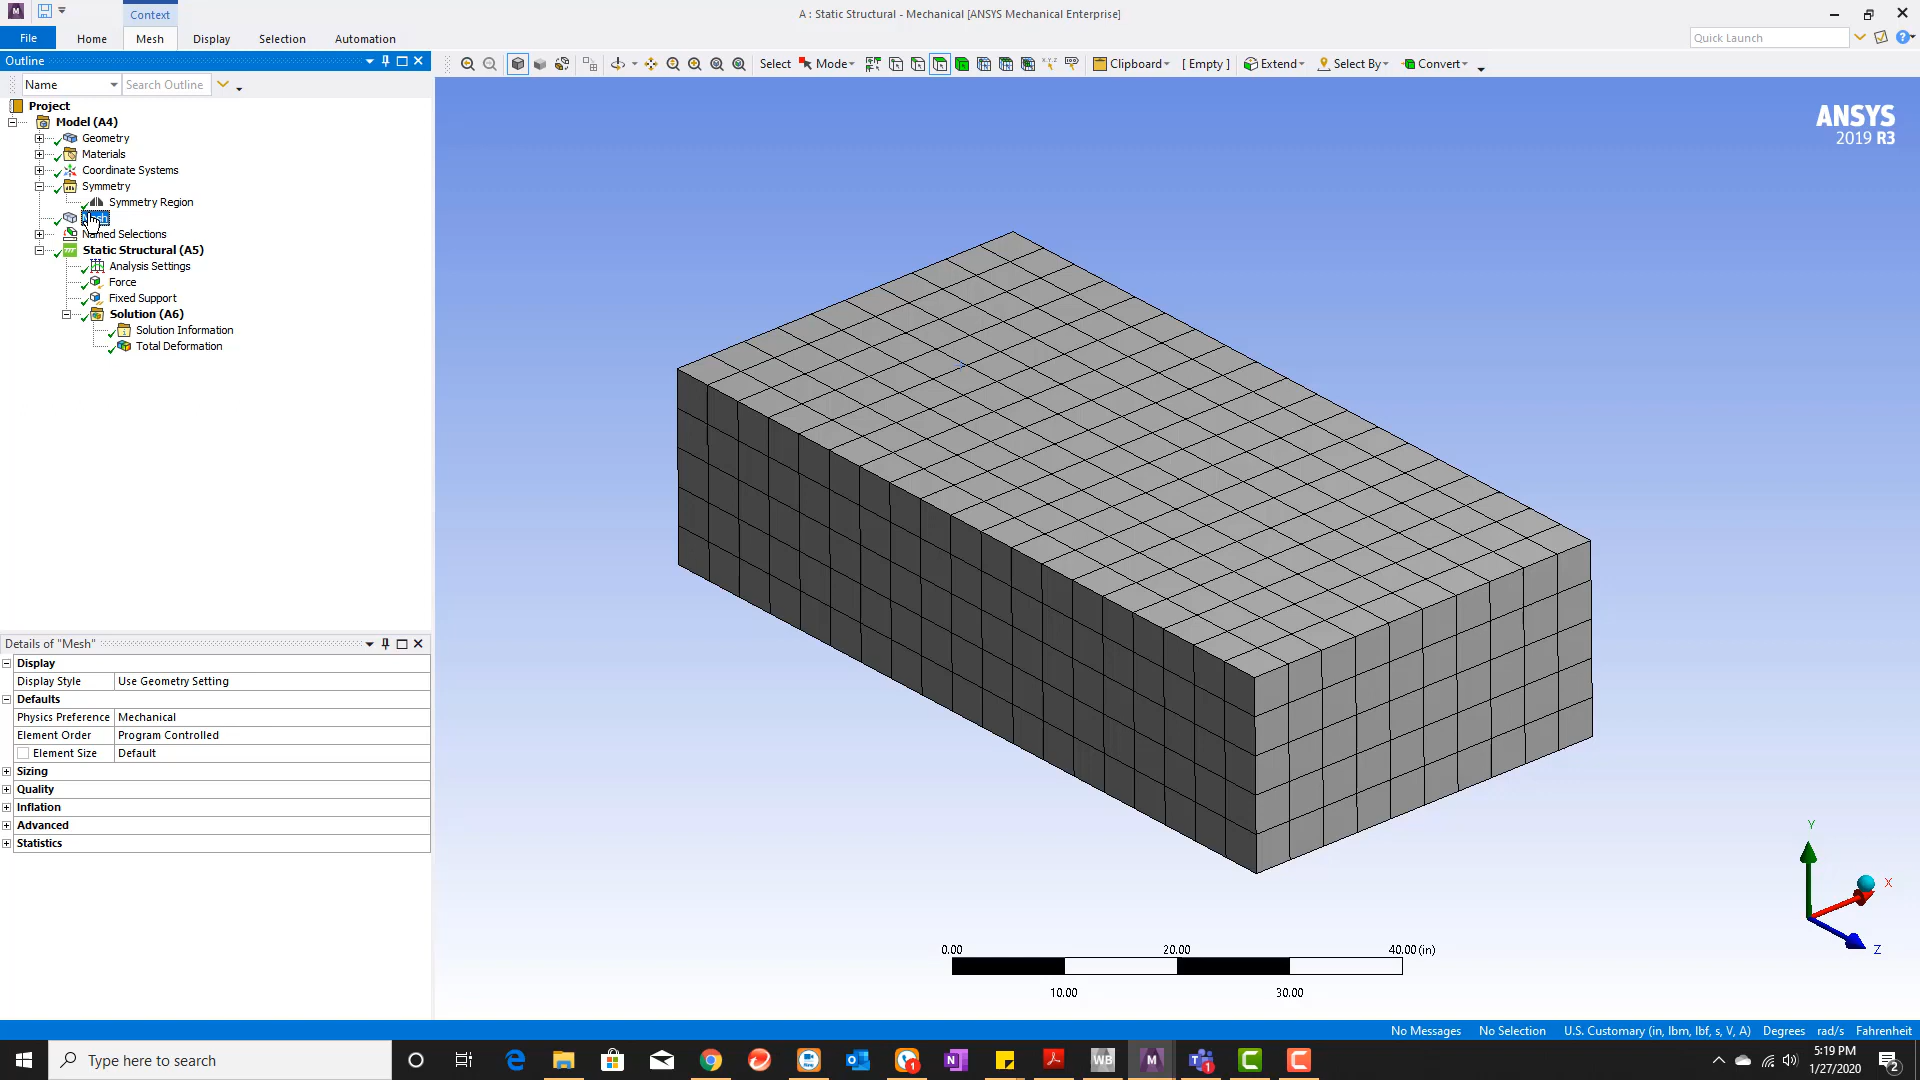 Context
A : Static Structural - Mechanical [ANSYS Mechanical Enterprise]
File Home Mesh Display Selection Automation
Quick Launch
Outline
Name Search Outline
Select Mode Clipboard [ Empty ] Extend Select By Convert
Project
Model (A4)
Geometry
Materials
Coordinate Systems
Symmetry
Symmetry Region
Named Selections
Static Structural (A5)
Analysis Settings
Force
Fixed Support
Solution (A6)
Solution Information
Total Deformation
ANSYS
2019 R3
Details of "Mesh"
Display
Display Style Use Geometry Setting
Defaults
Physics Preference Mechanical
Element Order Program Controlled
Element Size Default
Sizing
Quality
Inflation
Advanced
Statistics
Y
X
Z
0.00 20.00 40.00 (in)
10.00 30.00
No Messages No Selection U.S. Customary (in, lbm, lbf, s, V, A) Degrees rad/s Fahrenheit
Type here to search
5:19 PM
1/27/2020